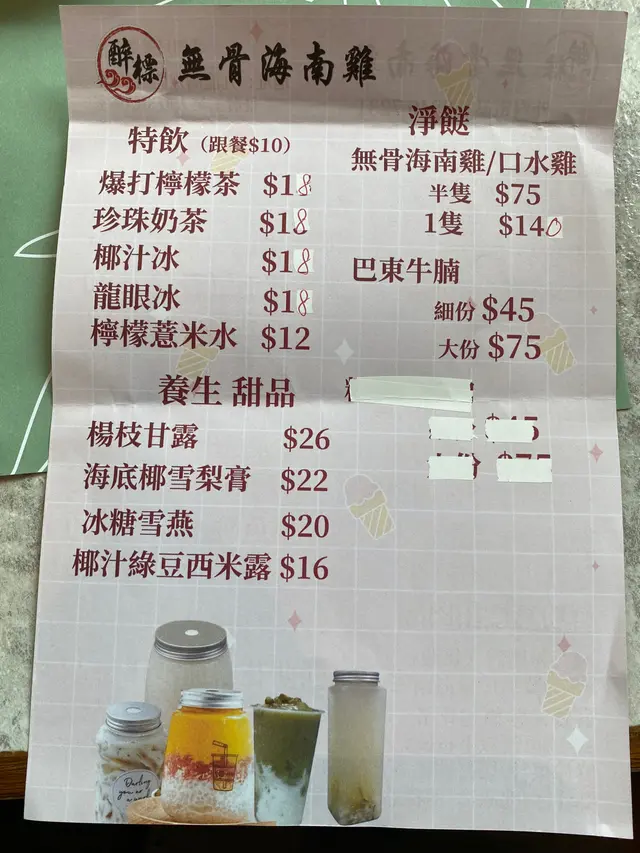 醉樸 無骨海南雞
特飲（跟餐$10）
爆打檸檬茶 $18
珍珠奶茶 $18
椰汁冰 $18
龍眼冰 $18
檸檬薏米水 $12
養生 甜品
楊枝甘露 $26
海底椰雪梨膏 $22
冰糖雪燕 $20
椰汁綠豆西米露 $16
淨餸
無骨海南雞/口水雞
半隻 $75
1隻 $140
巴東牛腩
細份 $45
大份 $75
Darling